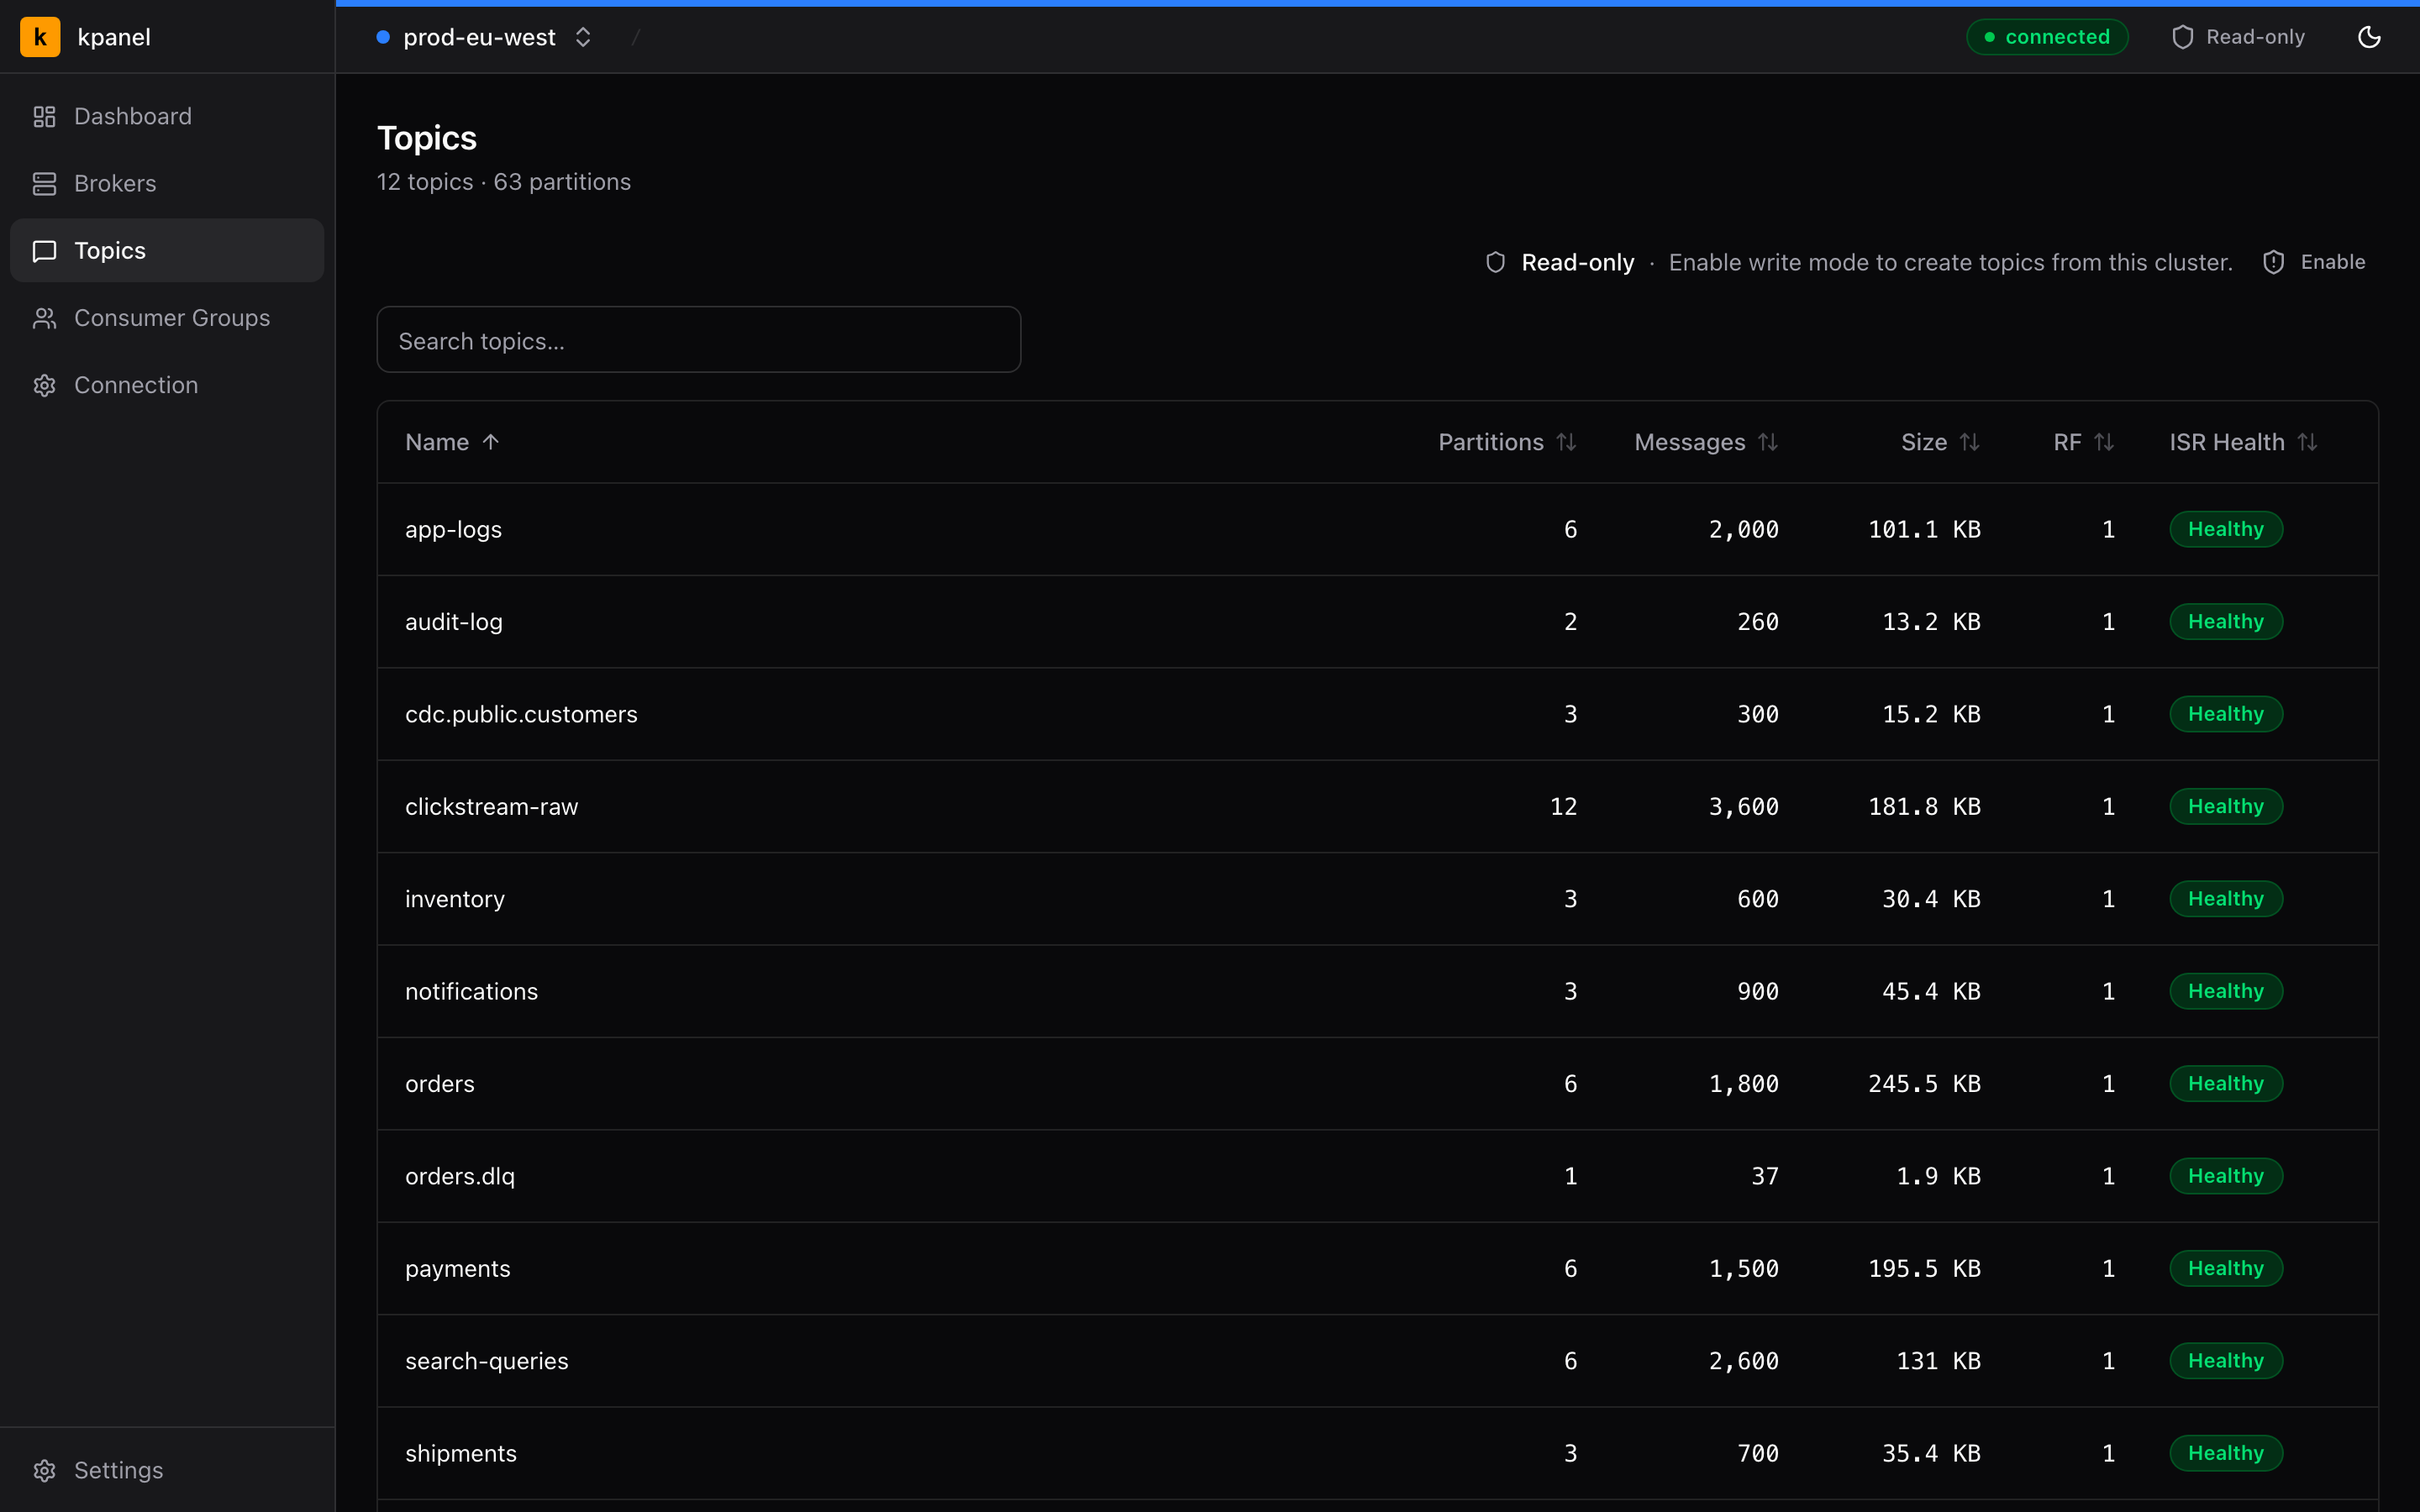 k kpanel
prod-eu-west /
connected
Read-only
Dashboard
Brokers
Topics
Consumer Groups
Connection
Settings
Topics
12 topics · 63 partitions
Read-only · Enable write mode to create topics from this cluster. Enable
Search topics...
Name Partitions Messages Size RF ISR Health
app-logs 6 2,000 101.1 KB 1 Healthy
audit-log 2 260 13.2 KB 1 Healthy
cdc.public.customers 3 300 15.2 KB 1 Healthy
clickstream-raw 12 3,600 181.8 KB 1 Healthy
inventory 3 600 30.4 KB 1 Healthy
notifications 3 900 45.4 KB 1 Healthy
orders 6 1,800 245.5 KB 1 Healthy
orders.dlq 1 37 1.9 KB 1 Healthy
payments 6 1,500 195.5 KB 1 Healthy
search-queries 6 2,600 131 KB 1 Healthy
shipments 3 700 35.4 KB 1 Healthy